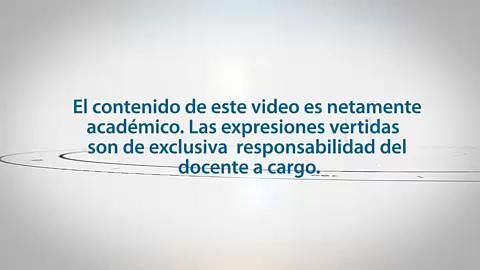 El contenido de este video es netamente
académico. Las expresiones vertidas
son de exclusiva responsabilidad del
docente a cargo.